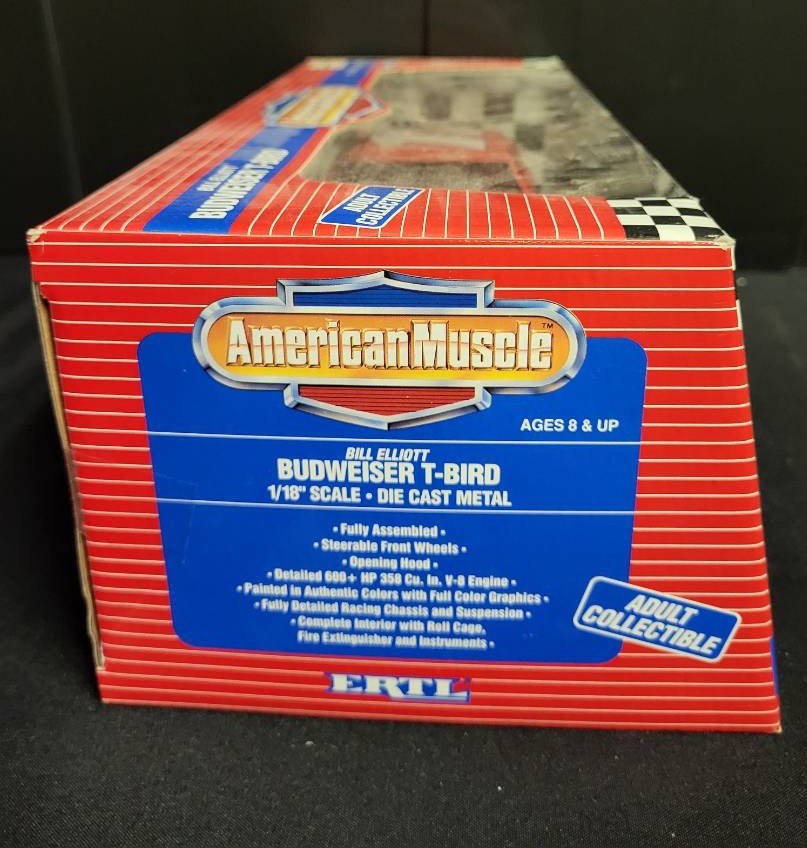 BILL ELLIOTT
BUDWEISER T-BIRD
ADULT
COLLECTIBLE
AmericanMuscle™
AGES 8 & UP
BILL ELLIOTT
BUDWEISER T-BIRD
1/18" SCALE • DIE CAST METAL
• Fully Assembled •
• Steerable Front Wheels •
• Opening Hood •
• Detailed 600+ HP 358 Cu. In. V-8 Engine •
• Painted in Authentic Colors with Full Color Graphics •
• Fully Detailed Racing Chassis and Suspension •
• Complete Interior with Roll Cage,
Fire Extinguisher and Instruments •
ADULT
COLLECTIBLE
ERTL